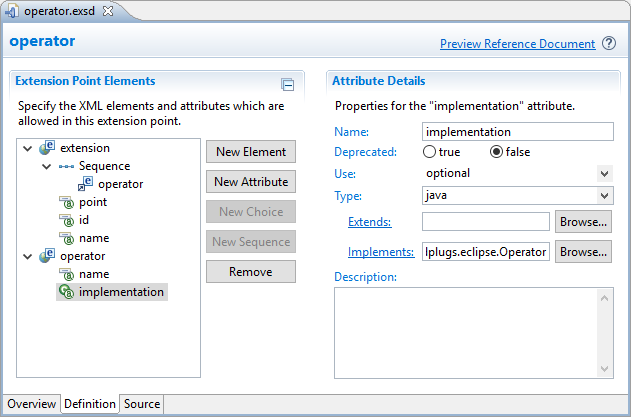 operator.exsd
operator
Preview Reference Document
Extension Point Elements
Specify the XML elements and attributes which are
allowed in this extension point.
extension
Sequence
operator
point
id
name
operator
name
implementation
New Element
New Attribute
New Choice
New Sequence
Remove
Attribute Details
Properties for the "implementation" attribute.
Name: implementation
Deprecated: true false
Use: optional
Type: java
Extends: Browse...
Implements: lplugs.eclipse.Operator Browse...
Description:
Overview Definition Source